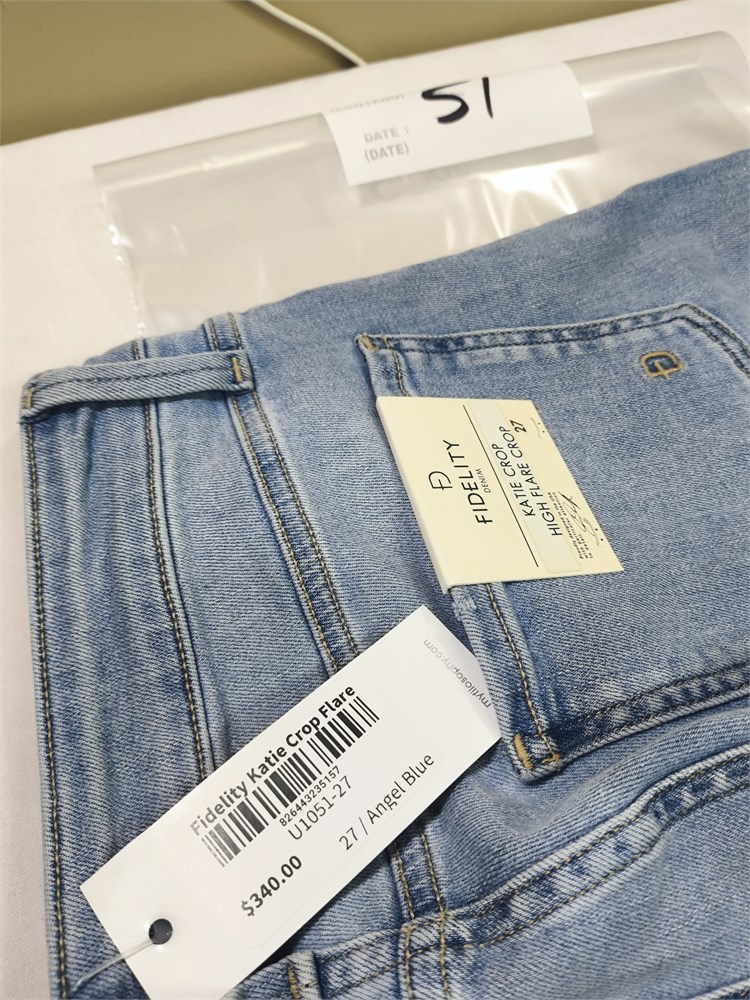 51
DATE :
(DATE)
FIDELITY
DENIM
KATIE CROP
HIGH FLARE CROP
27
myfilosophy.com
Fidelity Katie Crop Flare
826443235157
U1051-27
27 / Angel Blue
$340.00